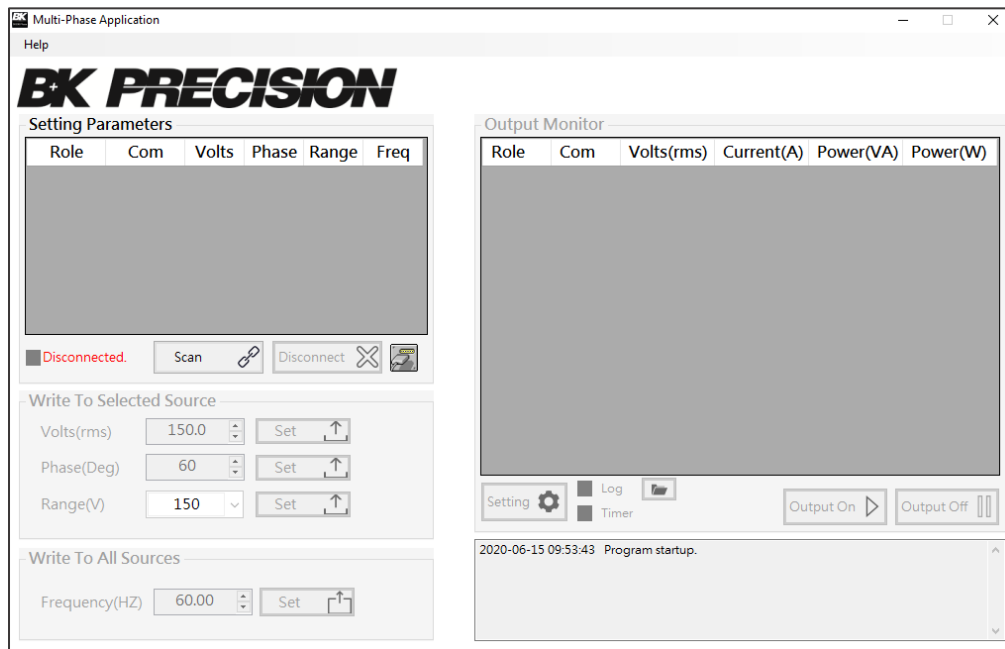 BK Multi-Phase Application
Help
B+K PRECISION
Setting Parameters
Role Com Volts Phase Range Freq
Disconnected. Scan Disconnect
Write To Selected Source
Volts(rms) 150.0 Set
Phase(Deg) 60 Set
Range(V) 150 Set
Write To All Sources
Frequency(HZ) 60.00 Set
Output Monitor
Role Com Volts(rms) Current(A) Power(VA) Power(W)
Setting Log
Timer
Output On Output Off
2020-06-15 09:53:43 Program startup.